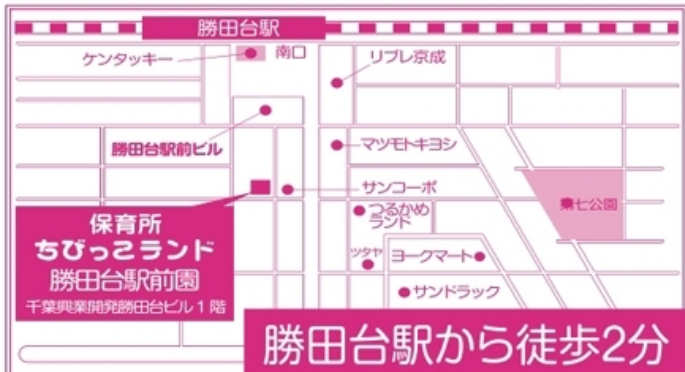 勝田台駅
ケンタッキー
南口
リブレ京成
勝田台駅前ビル
マツモトキヨシ
サンコーポ
つるかめ
ランド
第七公園
ツタヤ
ヨークマート
サンドラック
保育所
ちびっこランド
勝田台駅前園
千葉興業開発勝田台ビル1階
勝田台駅から徒歩2分